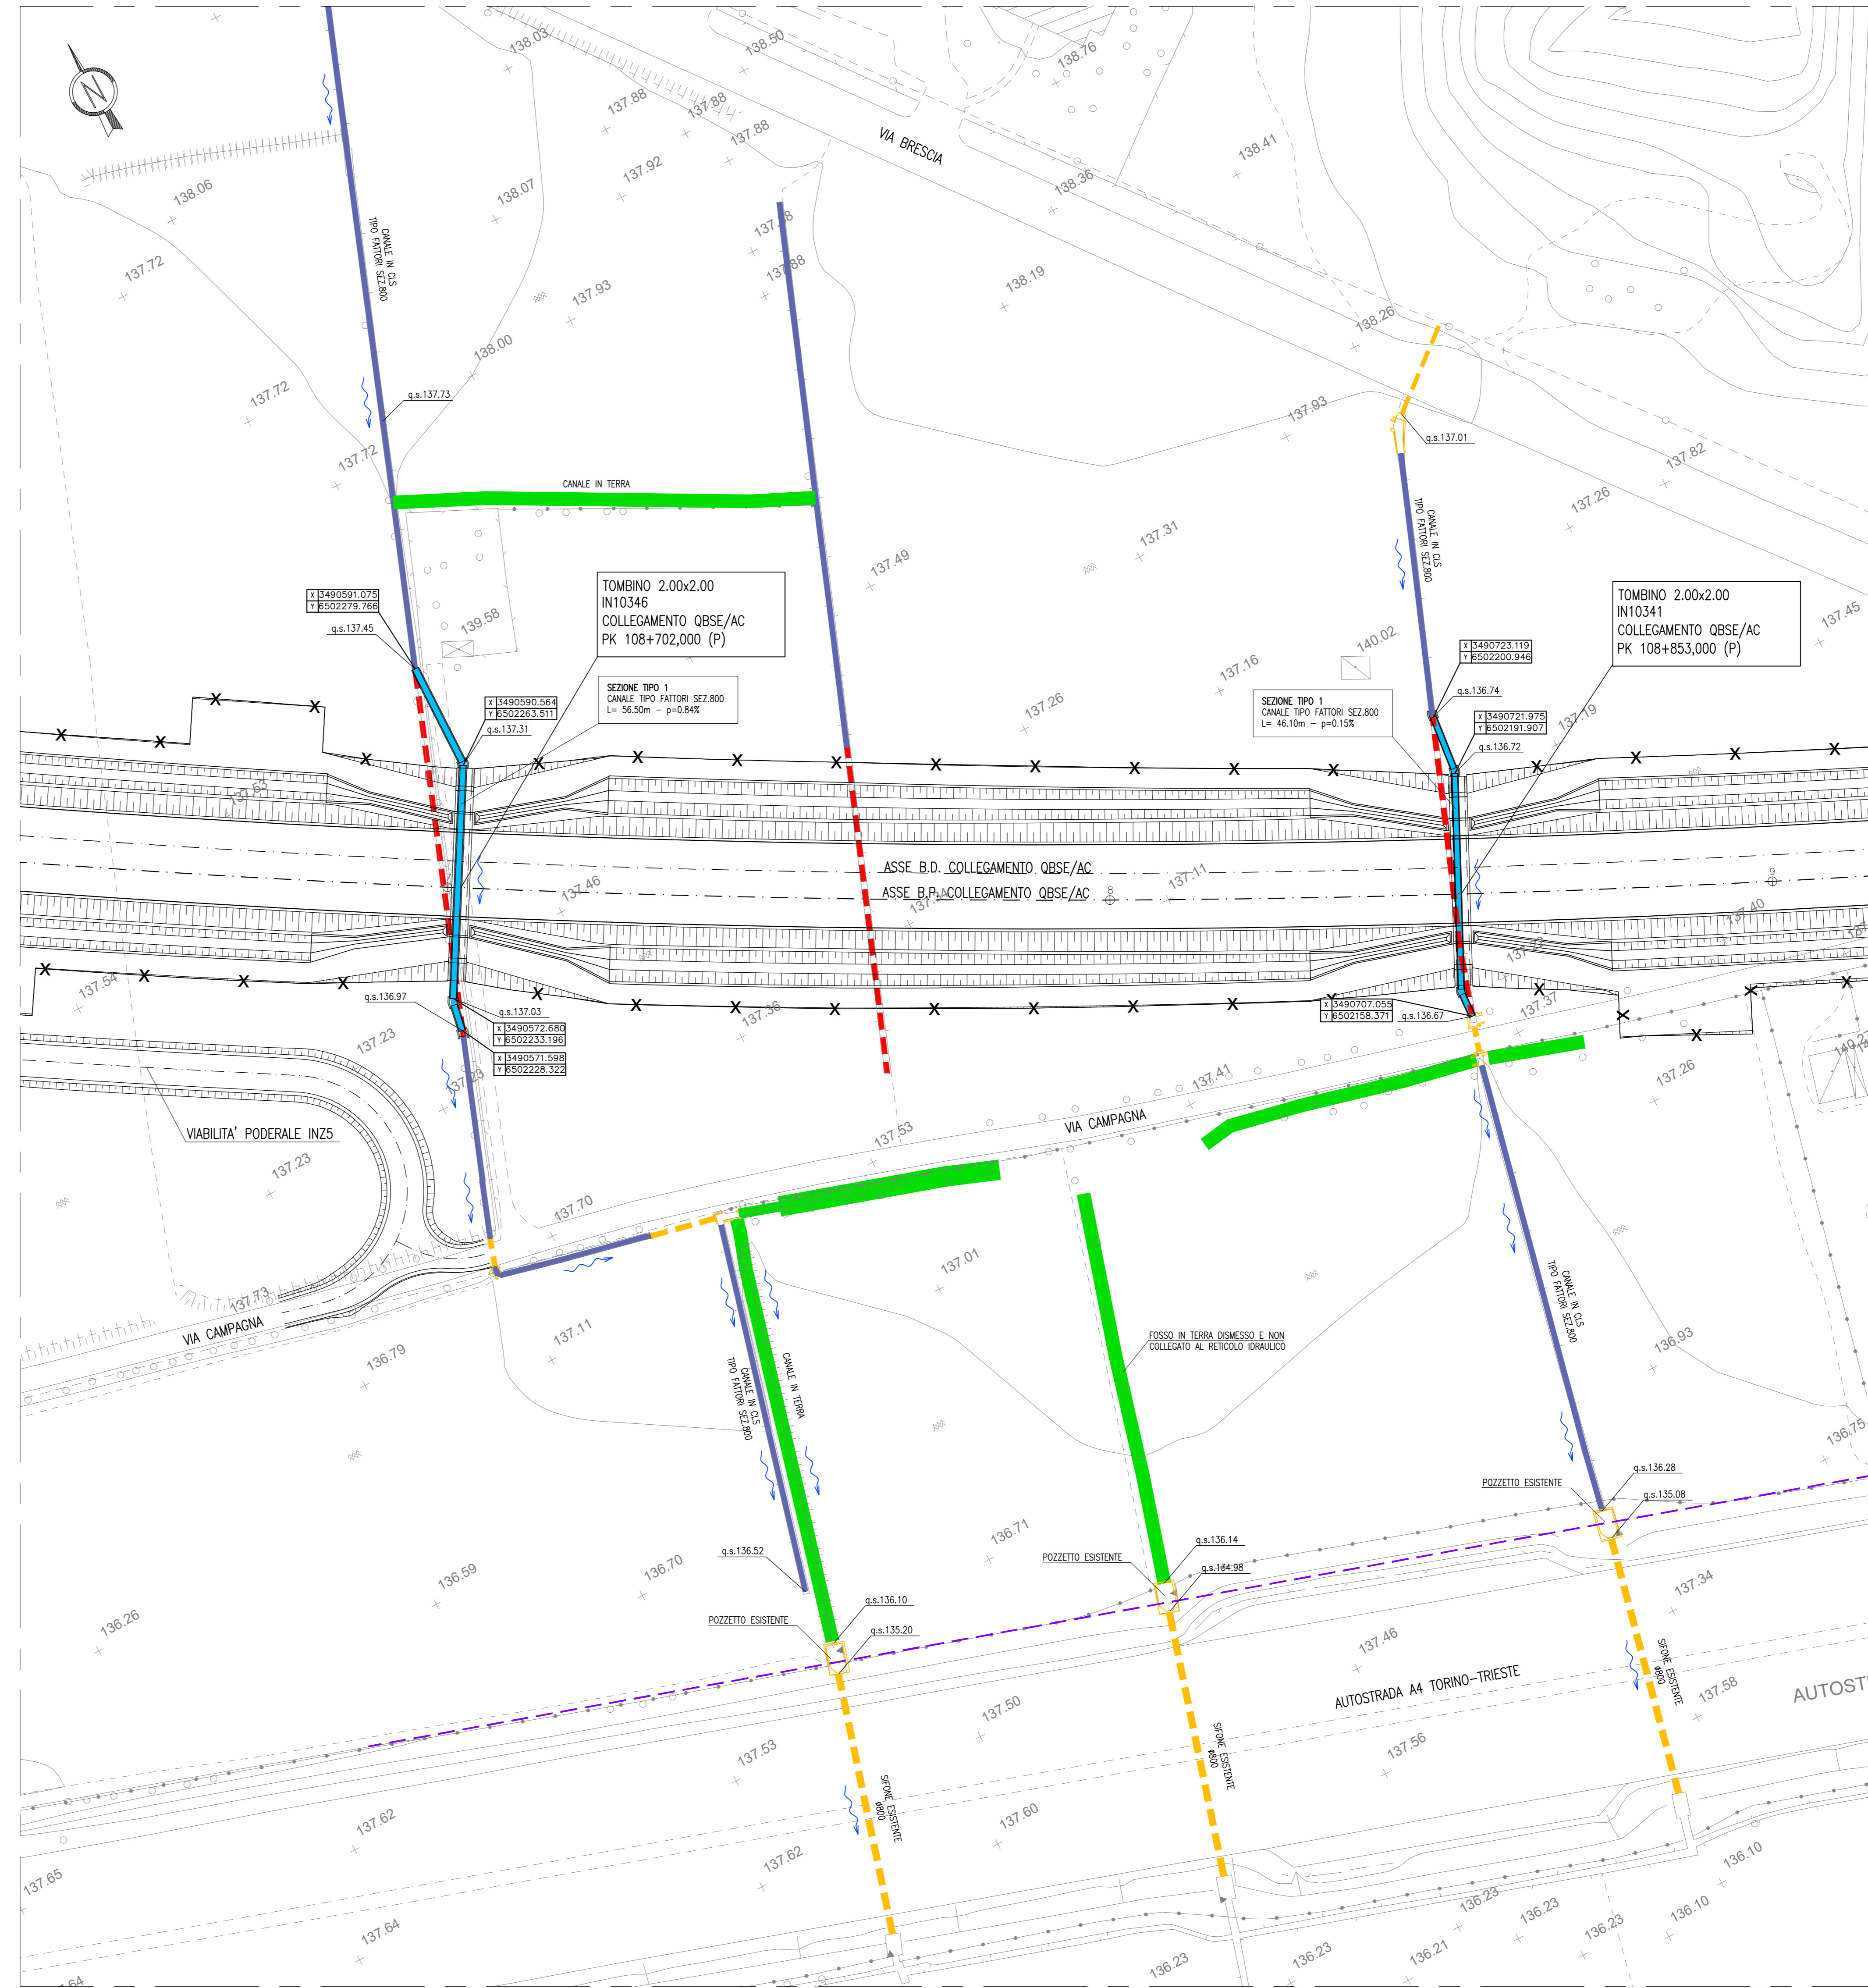 N
138.03
138.50
138.76
137.88
137.88
137.88
VIA BRESCIA
138.41
138.06
138.07
137.92
138.36
CANALE IN CLS
TIPO FATTORI SEZ.800
137.72
137.93
137.88
138.19
138.26
138.00
137.72
q.s.137.73
137.93
q.s.137.01
137.82
137.72
137.26
CANALE IN TERRA
CANALE IN CLS
TIPO FATTORI SEZ.800
137.31
137.49
TOMBINO 2.00x2.00
IN10346
COLLEGAMENTO QBSE/AC
PK 108+702,000 (P)
TOMBINO 2.00x2.00
IN10341
COLLEGAMENTO QBSE/AC
PK 108+853,000 (P)
137.45
X 3490591.075
Y 6502279.766
q.s.137.45
139.58
140.02
X 3490723.119
Y 6502200.946
137.16
SEZIONE TIPO 1
CANALE TIPO FATTORI SEZ.800
L= 56.50m – p=0.84%
SEZIONE TIPO 1
CANALE TIPO FATTORI SEZ.800
L= 46.10m – p=0.15%
q.s.136.74
X 3490590.564
Y 6502263.511
q.s.137.31
137.26
X 3490721.975
Y 6502191.907
137.19
q.s.136.72
137.53
ASSE B.D. COLLEGAMENTO QBSE/AC
ASSE B.P. COLLEGAMENTO QBSE/AC
7
8
9
137.46
137.11
137.40
137.23
137.54
q.s.136.97
q.s.137.03
X 3490572.680
Y 6502233.196
X 3490571.598
Y 6502228.322
137.36
X 3490707.055
Y 6502158.371
q.s.136.67
137.37
137.23
137.23
137.41
137.26
VIABILITA' PODERALE INZ5
VIA CAMPAGNA
137.53
137.23
137.70
137.01
137.73
VIA CAMPAGNA
137.11
136.79
CANALE IN CLS
TIPO FATTORI SEZ.800
FOSSO IN TERRA DISMESSO E NON
COLLEGATO AL RETICOLO IDRAULICO
136.93
CANALE IN TERRA
CANALE IN CLS
TIPO FATTORI SEZ.800
136.75
q.s.136.28
POZZETTO ESISTENTE
q.s.135.08
136.71
q.s.136.14
q.s.136.52
POZZETTO ESISTENTE
q.s.134.98
136.59
136.70
137.34
136.26
q.s.136.10
POZZETTO ESISTENTE
q.s.135.20
137.46
AUTOSTRADA A4 TORINO-TRIESTE
SIFONE ESISTENTE
ø800
137.58
AUTOST
137.50
137.53
137.56
SIFONE ESISTENTE
ø800
SIFONE ESISTENTE
ø800
137.62
137.60
137.65
137.62
136.10
137.64
136.23
136.23
136.23
136.10
136.23
136.23
136.21